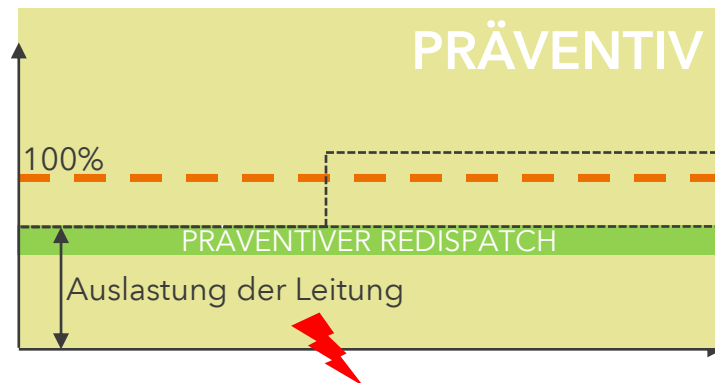 PRÄVENTIV
100%
PRÄVENTIVER REDISPATCH
Auslastung der Leitung